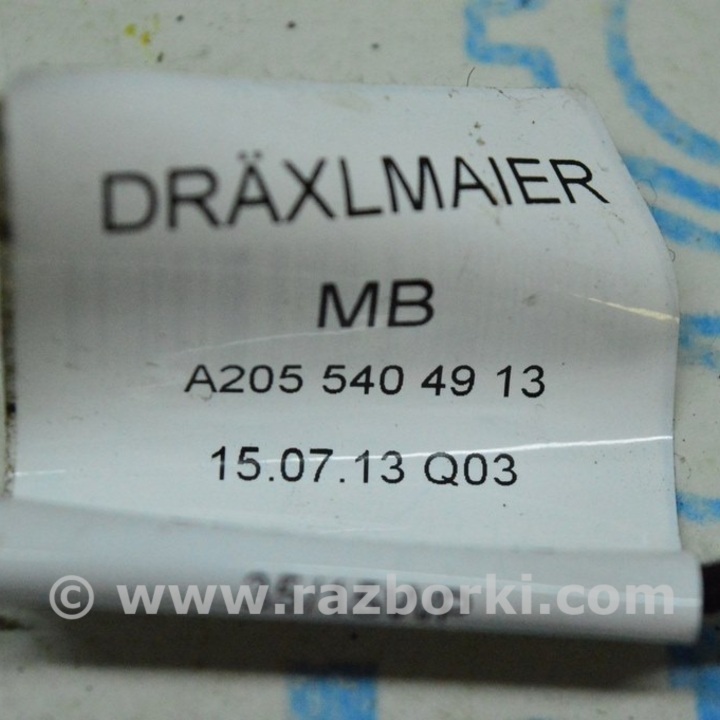 DRÄXLMAIER
MB
A205 540 49 13
15.07.13 Q03
© www.razborki.com